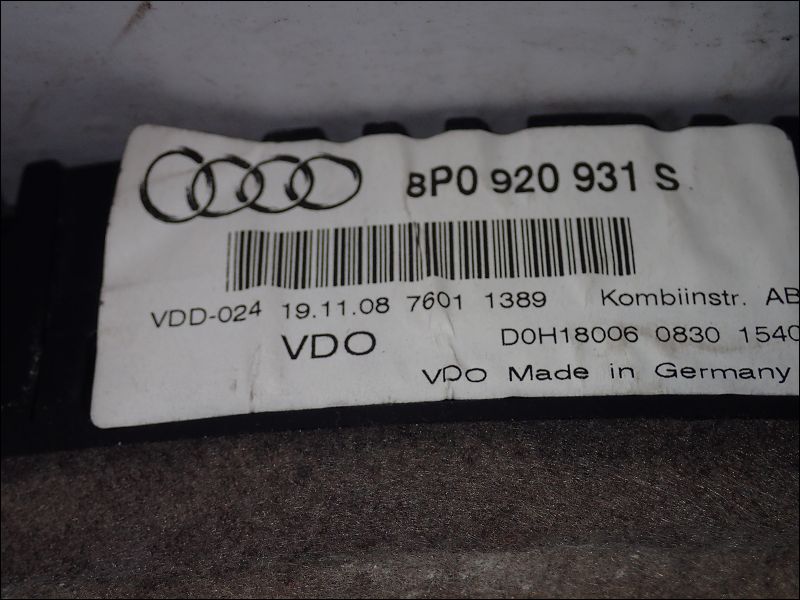 8P0 920 931 S
VDD-024 19.11.08 7601 1389 Kombiinstr. AB
VDO D0H18006 0830 1540
VDO Made in Germany